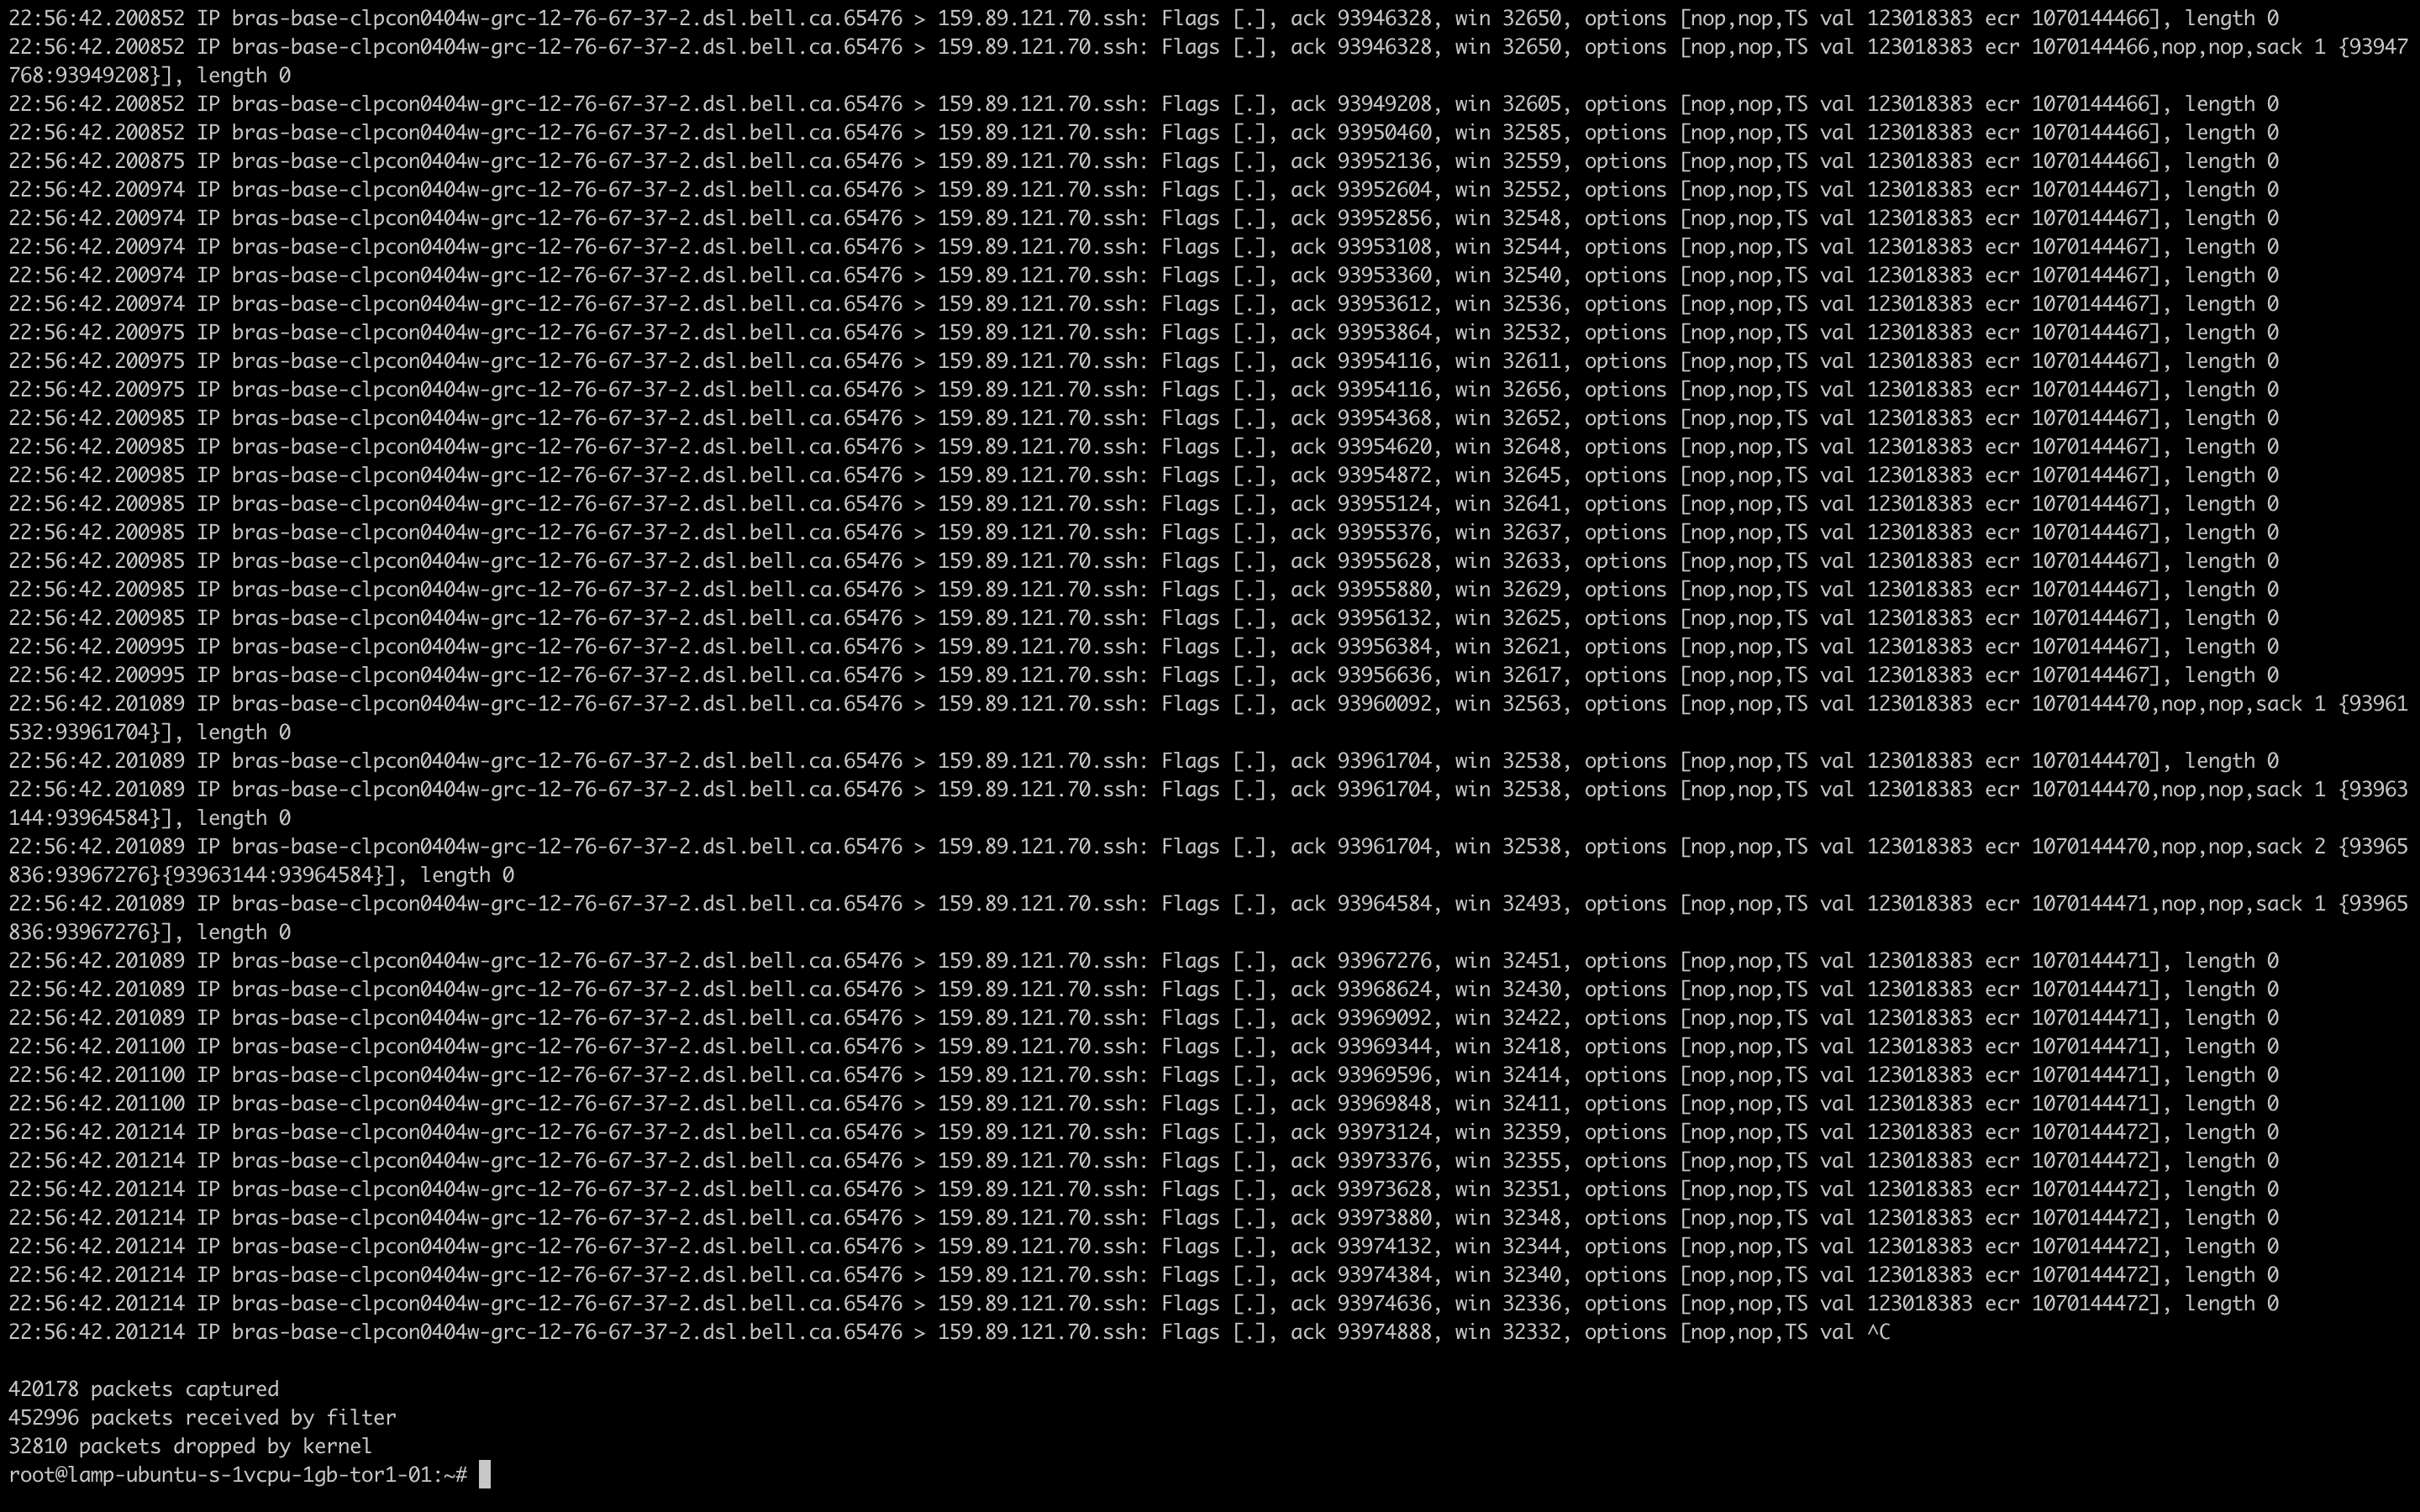 22:56:42.200852 IP bras-base-clpcon0404w-grc-12-76-67-37-2.dsl.bell.ca.65476 > 159.89.121.70.ssh: Flags [.], ack 93946328, win 32650, options [nop,nop,TS val 123018383 ecr 1070144466], length 0
22:56:42.200852 IP bras-base-clpcon0404w-grc-12-76-67-37-2.dsl.bell.ca.65476 > 159.89.121.70.ssh: Flags [.], ack 93946328, win 32650, options [nop,nop,TS val 123018383 ecr 1070144466,nop,nop,sack 1 {93947
768:93949208}], length 0
22:56:42.200852 IP bras-base-clpcon0404w-grc-12-76-67-37-2.dsl.bell.ca.65476 > 159.89.121.70.ssh: Flags [.], ack 93949208, win 32605, options [nop,nop,TS val 123018383 ecr 1070144466], length 0
22:56:42.200852 IP bras-base-clpcon0404w-grc-12-76-67-37-2.dsl.bell.ca.65476 > 159.89.121.70.ssh: Flags [.], ack 93950460, win 32585, options [nop,nop,TS val 123018383 ecr 1070144466], length 0
22:56:42.200875 IP bras-base-clpcon0404w-grc-12-76-67-37-2.dsl.bell.ca.65476 > 159.89.121.70.ssh: Flags [.], ack 93952136, win 32559, options [nop,nop,TS val 123018383 ecr 1070144466], length 0
22:56:42.200974 IP bras-base-clpcon0404w-grc-12-76-67-37-2.dsl.bell.ca.65476 > 159.89.121.70.ssh: Flags [.], ack 93952604, win 32552, options [nop,nop,TS val 123018383 ecr 1070144467], length 0
22:56:42.200974 IP bras-base-clpcon0404w-grc-12-76-67-37-2.dsl.bell.ca.65476 > 159.89.121.70.ssh: Flags [.], ack 93952856, win 32548, options [nop,nop,TS val 123018383 ecr 1070144467], length 0
22:56:42.200974 IP bras-base-clpcon0404w-grc-12-76-67-37-2.dsl.bell.ca.65476 > 159.89.121.70.ssh: Flags [.], ack 93953108, win 32544, options [nop,nop,TS val 123018383 ecr 1070144467], length 0
22:56:42.200974 IP bras-base-clpcon0404w-grc-12-76-67-37-2.dsl.bell.ca.65476 > 159.89.121.70.ssh: Flags [.], ack 93953360, win 32540, options [nop,nop,TS val 123018383 ecr 1070144467], length 0
22:56:42.200974 IP bras-base-clpcon0404w-grc-12-76-67-37-2.dsl.bell.ca.65476 > 159.89.121.70.ssh: Flags [.], ack 93953612, win 32536, options [nop,nop,TS val 123018383 ecr 1070144467], length 0
22:56:42.200975 IP bras-base-clpcon0404w-grc-12-76-67-37-2.dsl.bell.ca.65476 > 159.89.121.70.ssh: Flags [.], ack 93953864, win 32532, options [nop,nop,TS val 123018383 ecr 1070144467], length 0
22:56:42.200975 IP bras-base-clpcon0404w-grc-12-76-67-37-2.dsl.bell.ca.65476 > 159.89.121.70.ssh: Flags [.], ack 93954116, win 32611, options [nop,nop,TS val 123018383 ecr 1070144467], length 0
22:56:42.200975 IP bras-base-clpcon0404w-grc-12-76-67-37-2.dsl.bell.ca.65476 > 159.89.121.70.ssh: Flags [.], ack 93954116, win 32656, options [nop,nop,TS val 123018383 ecr 1070144467], length 0
22:56:42.200985 IP bras-base-clpcon0404w-grc-12-76-67-37-2.dsl.bell.ca.65476 > 159.89.121.70.ssh: Flags [.], ack 93954368, win 32652, options [nop,nop,TS val 123018383 ecr 1070144467], length 0
22:56:42.200985 IP bras-base-clpcon0404w-grc-12-76-67-37-2.dsl.bell.ca.65476 > 159.89.121.70.ssh: Flags [.], ack 93954620, win 32648, options [nop,nop,TS val 123018383 ecr 1070144467], length 0
22:56:42.200985 IP bras-base-clpcon0404w-grc-12-76-67-37-2.dsl.bell.ca.65476 > 159.89.121.70.ssh: Flags [.], ack 93954872, win 32645, options [nop,nop,TS val 123018383 ecr 1070144467], length 0
22:56:42.200985 IP bras-base-clpcon0404w-grc-12-76-67-37-2.dsl.bell.ca.65476 > 159.89.121.70.ssh: Flags [.], ack 93955124, win 32641, options [nop,nop,TS val 123018383 ecr 1070144467], length 0
22:56:42.200985 IP bras-base-clpcon0404w-grc-12-76-67-37-2.dsl.bell.ca.65476 > 159.89.121.70.ssh: Flags [.], ack 93955376, win 32637, options [nop,nop,TS val 123018383 ecr 1070144467], length 0
22:56:42.200985 IP bras-base-clpcon0404w-grc-12-76-67-37-2.dsl.bell.ca.65476 > 159.89.121.70.ssh: Flags [.], ack 93955628, win 32633, options [nop,nop,TS val 123018383 ecr 1070144467], length 0
22:56:42.200985 IP bras-base-clpcon0404w-grc-12-76-67-37-2.dsl.bell.ca.65476 > 159.89.121.70.ssh: Flags [.], ack 93955880, win 32629, options [nop,nop,TS val 123018383 ecr 1070144467], length 0
22:56:42.200985 IP bras-base-clpcon0404w-grc-12-76-67-37-2.dsl.bell.ca.65476 > 159.89.121.70.ssh: Flags [.], ack 93956132, win 32625, options [nop,nop,TS val 123018383 ecr 1070144467], length 0
22:56:42.200995 IP bras-base-clpcon0404w-grc-12-76-67-37-2.dsl.bell.ca.65476 > 159.89.121.70.ssh: Flags [.], ack 93956384, win 32621, options [nop,nop,TS val 123018383 ecr 1070144467], length 0
22:56:42.200995 IP bras-base-clpcon0404w-grc-12-76-67-37-2.dsl.bell.ca.65476 > 159.89.121.70.ssh: Flags [.], ack 93956636, win 32617, options [nop,nop,TS val 123018383 ecr 1070144467], length 0
22:56:42.201089 IP bras-base-clpcon0404w-grc-12-76-67-37-2.dsl.bell.ca.65476 > 159.89.121.70.ssh: Flags [.], ack 93960092, win 32563, options [nop,nop,TS val 123018383 ecr 1070144470,nop,nop,sack 1 {93961
532:93961704}], length 0
22:56:42.201089 IP bras-base-clpcon0404w-grc-12-76-67-37-2.dsl.bell.ca.65476 > 159.89.121.70.ssh: Flags [.], ack 93961704, win 32538, options [nop,nop,TS val 123018383 ecr 1070144470], length 0
22:56:42.201089 IP bras-base-clpcon0404w-grc-12-76-67-37-2.dsl.bell.ca.65476 > 159.89.121.70.ssh: Flags [.], ack 93961704, win 32538, options [nop,nop,TS val 123018383 ecr 1070144470,nop,nop,sack 1 {93963
144:93964584}], length 0
22:56:42.201089 IP bras-base-clpcon0404w-grc-12-76-67-37-2.dsl.bell.ca.65476 > 159.89.121.70.ssh: Flags [.], ack 93961704, win 32538, options [nop,nop,TS val 123018383 ecr 1070144470,nop,nop,sack 2 {93965
836:93967276}{93963144:93964584}], length 0
22:56:42.201089 IP bras-base-clpcon0404w-grc-12-76-67-37-2.dsl.bell.ca.65476 > 159.89.121.70.ssh: Flags [.], ack 93964584, win 32493, options [nop,nop,TS val 123018383 ecr 1070144471,nop,nop,sack 1 {93965
836:93967276}], length 0
22:56:42.201089 IP bras-base-clpcon0404w-grc-12-76-67-37-2.dsl.bell.ca.65476 > 159.89.121.70.ssh: Flags [.], ack 93967276, win 32451, options [nop,nop,TS val 123018383 ecr 1070144471], length 0
22:56:42.201089 IP bras-base-clpcon0404w-grc-12-76-67-37-2.dsl.bell.ca.65476 > 159.89.121.70.ssh: Flags [.], ack 93968624, win 32430, options [nop,nop,TS val 123018383 ecr 1070144471], length 0
22:56:42.201089 IP bras-base-clpcon0404w-grc-12-76-67-37-2.dsl.bell.ca.65476 > 159.89.121.70.ssh: Flags [.], ack 93969092, win 32422, options [nop,nop,TS val 123018383 ecr 1070144471], length 0
22:56:42.201100 IP bras-base-clpcon0404w-grc-12-76-67-37-2.dsl.bell.ca.65476 > 159.89.121.70.ssh: Flags [.], ack 93969344, win 32418, options [nop,nop,TS val 123018383 ecr 1070144471], length 0
22:56:42.201100 IP bras-base-clpcon0404w-grc-12-76-67-37-2.dsl.bell.ca.65476 > 159.89.121.70.ssh: Flags [.], ack 93969596, win 32414, options [nop,nop,TS val 123018383 ecr 1070144471], length 0
22:56:42.201100 IP bras-base-clpcon0404w-grc-12-76-67-37-2.dsl.bell.ca.65476 > 159.89.121.70.ssh: Flags [.], ack 93969848, win 32411, options [nop,nop,TS val 123018383 ecr 1070144471], length 0
22:56:42.201214 IP bras-base-clpcon0404w-grc-12-76-67-37-2.dsl.bell.ca.65476 > 159.89.121.70.ssh: Flags [.], ack 93973124, win 32359, options [nop,nop,TS val 123018383 ecr 1070144472], length 0
22:56:42.201214 IP bras-base-clpcon0404w-grc-12-76-67-37-2.dsl.bell.ca.65476 > 159.89.121.70.ssh: Flags [.], ack 93973376, win 32355, options [nop,nop,TS val 123018383 ecr 1070144472], length 0
22:56:42.201214 IP bras-base-clpcon0404w-grc-12-76-67-37-2.dsl.bell.ca.65476 > 159.89.121.70.ssh: Flags [.], ack 93973628, win 32351, options [nop,nop,TS val 123018383 ecr 1070144472], length 0
22:56:42.201214 IP bras-base-clpcon0404w-grc-12-76-67-37-2.dsl.bell.ca.65476 > 159.89.121.70.ssh: Flags [.], ack 93973880, win 32348, options [nop,nop,TS val 123018383 ecr 1070144472], length 0
22:56:42.201214 IP bras-base-clpcon0404w-grc-12-76-67-37-2.dsl.bell.ca.65476 > 159.89.121.70.ssh: Flags [.], ack 93974132, win 32344, options [nop,nop,TS val 123018383 ecr 1070144472], length 0
22:56:42.201214 IP bras-base-clpcon0404w-grc-12-76-67-37-2.dsl.bell.ca.65476 > 159.89.121.70.ssh: Flags [.], ack 93974384, win 32340, options [nop,nop,TS val 123018383 ecr 1070144472], length 0
22:56:42.201214 IP bras-base-clpcon0404w-grc-12-76-67-37-2.dsl.bell.ca.65476 > 159.89.121.70.ssh: Flags [.], ack 93974636, win 32336, options [nop,nop,TS val 123018383 ecr 1070144472], length 0
22:56:42.201214 IP bras-base-clpcon0404w-grc-12-76-67-37-2.dsl.bell.ca.65476 > 159.89.121.70.ssh: Flags [.], ack 93974888, win 32332, options [nop,nop,TS val ^C
420178 packets captured
452996 packets received by filter
32810 packets dropped by kernel
root@lamp-ubuntu-s-1vcpu-1gb-tor1-01:~#